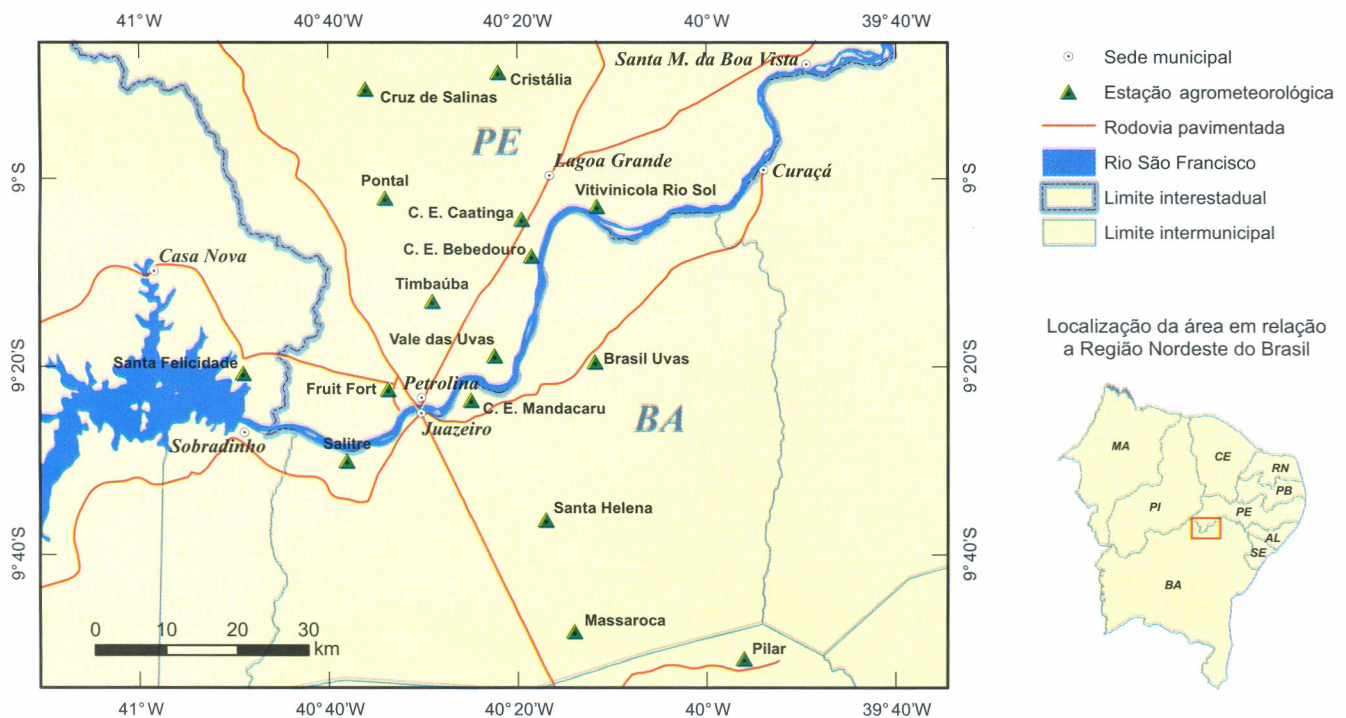 41°W 40°40'W 40°20'W 40°W 39°40'W
Santa M. da Boa Vista
Cristália
Cruz de Salinas
PE
Lagoa Grande
Curaçá
9°S
9°S
Pontal
Vitivinicola Rio Sol
C. E. Caatinga
C. E. Bebedouro
Casa Nova
Timbaúba
Vale das Uvas
Brasil Uvas
9°20'S
9°20'S
Santa Felicidade
Fruit Fort
Petrolina
C. E. Mandacaru
BA
Juazeiro
Sobradinho
Salitre
Santa Helena
9°40'S
9°40'S
Massaroca
Pilar
0 10 20 30
km
41°W 40°40'W 40°20'W 40°W 39°40'W
Sede municipal
Estação agrometeorológica
Rodovia pavimentada
Rio São Francisco
Limite interestadual
Limite intermunicipal
Localização da área em relação
a Região Nordeste do Brasil
MA
CE
RN
PB
PI
PE
AL
SE
BA